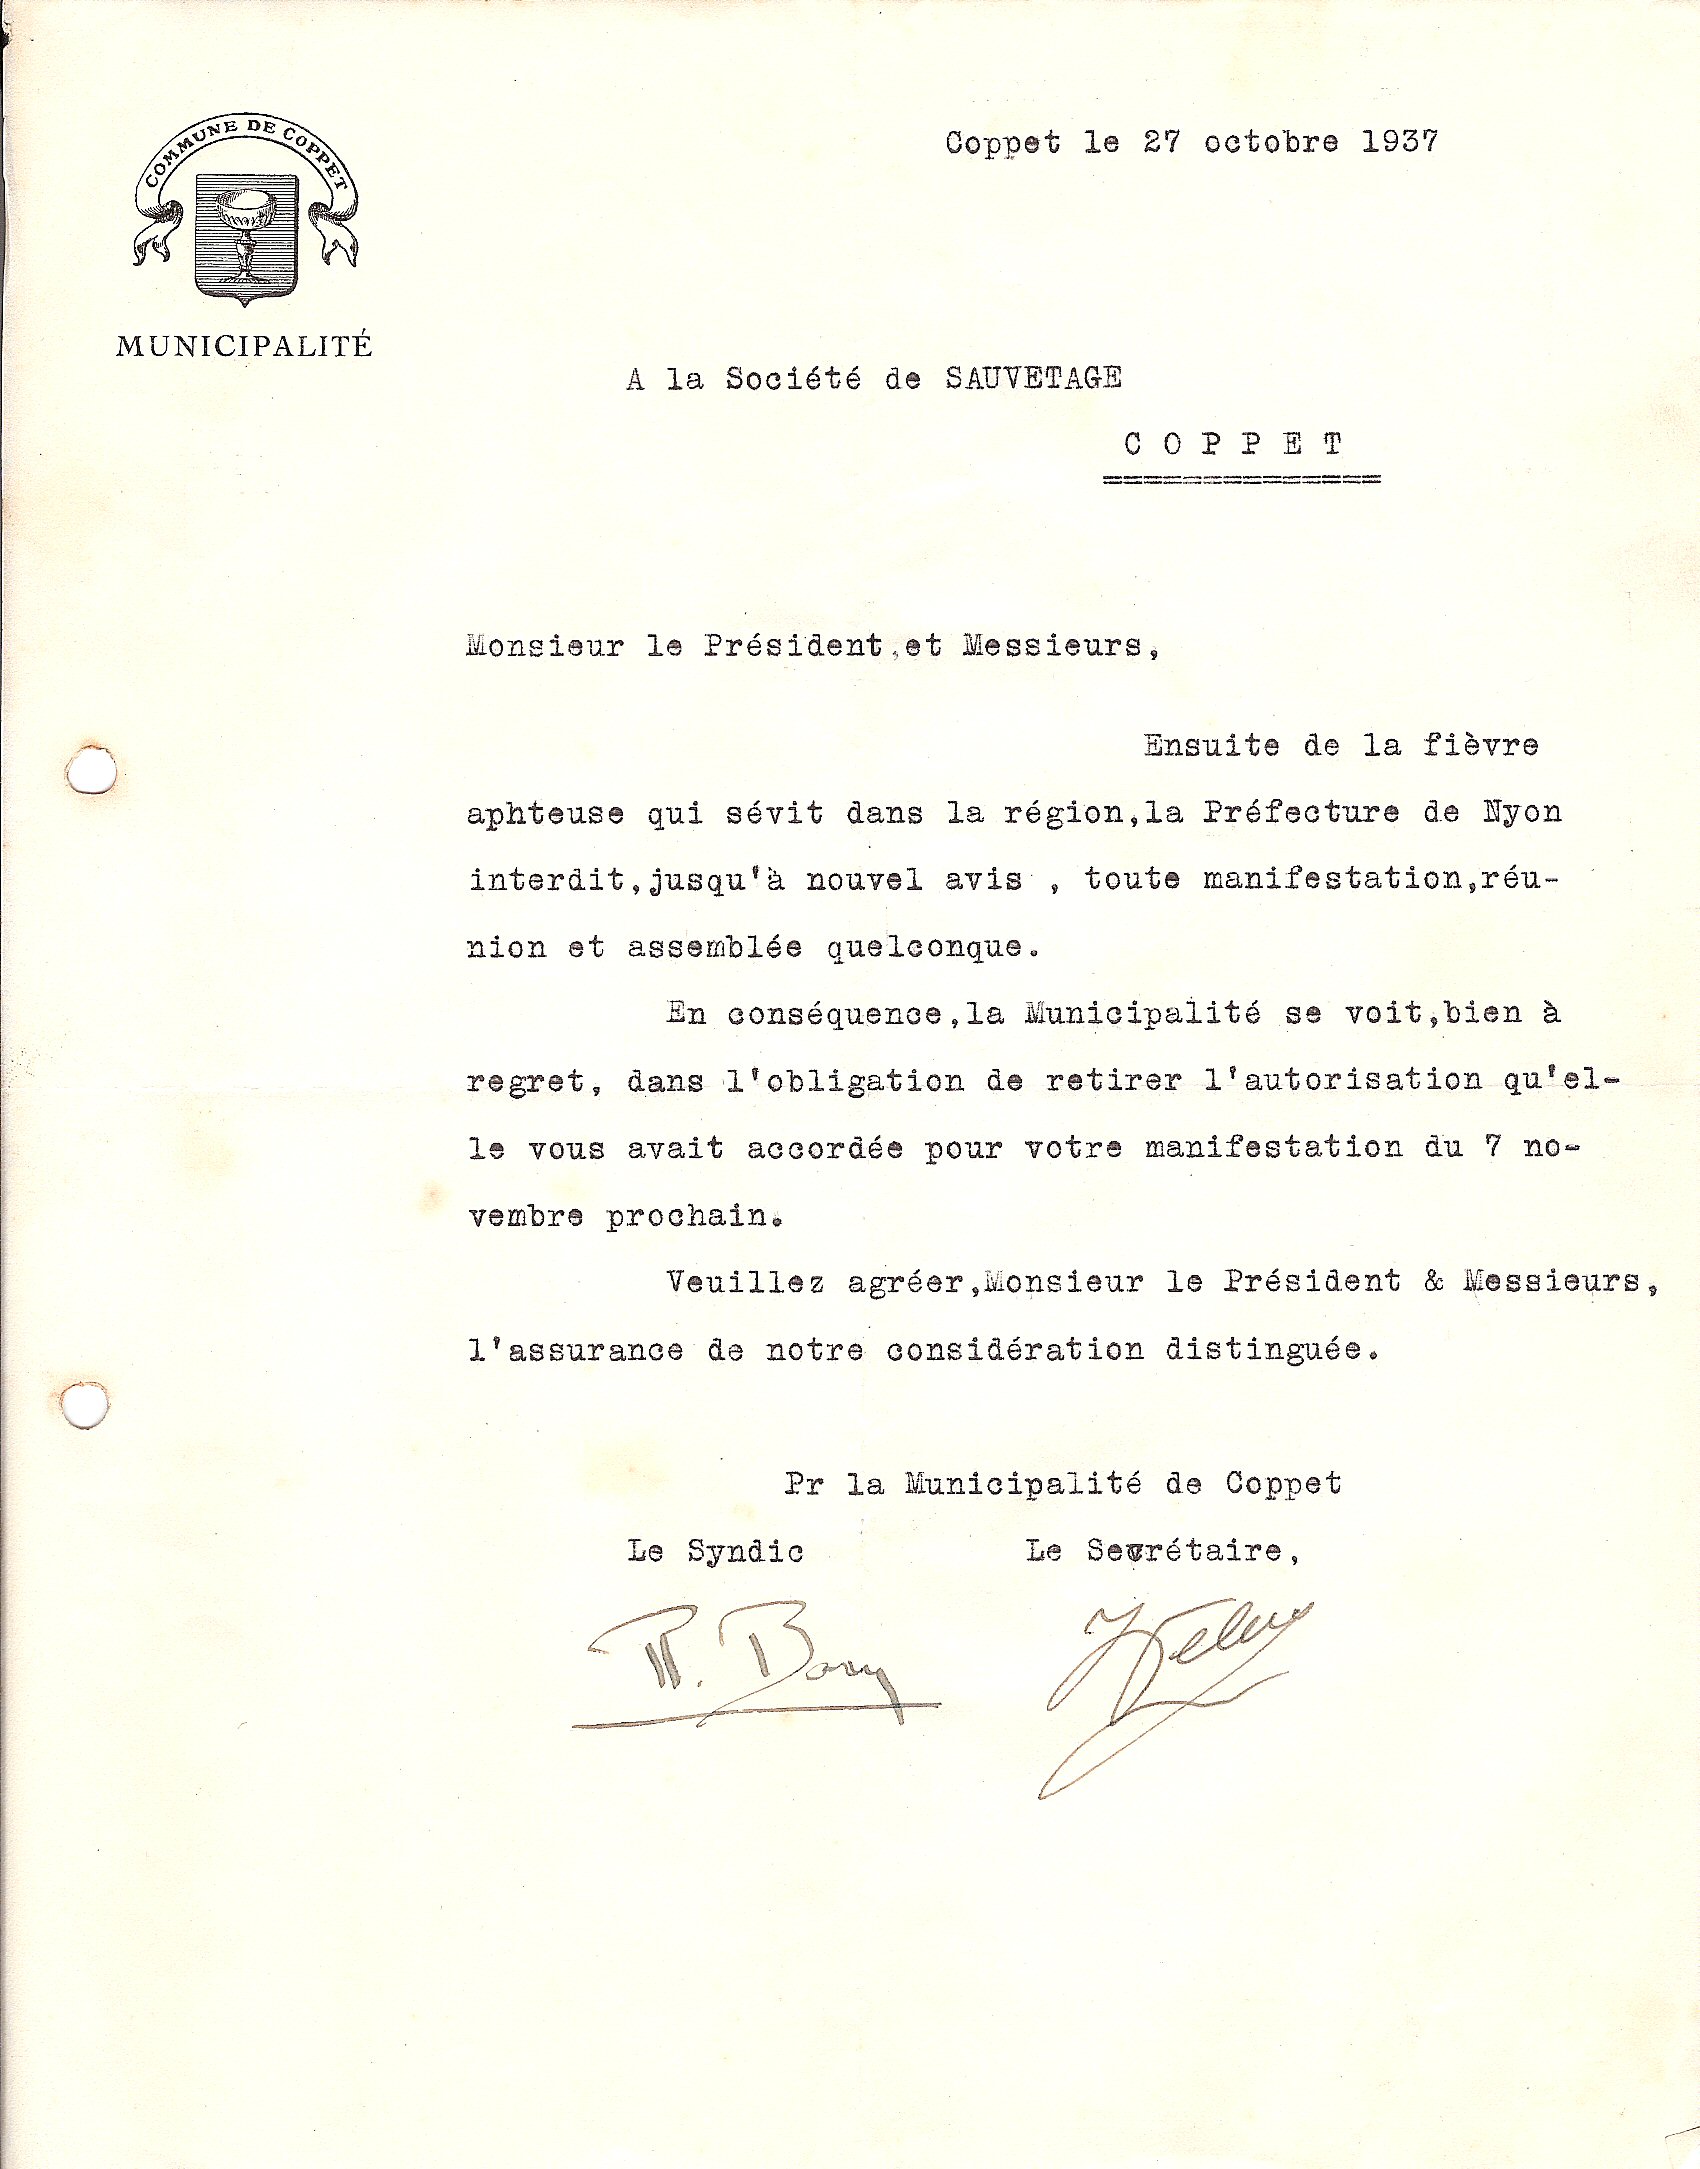 COMMUNE DE COPPET
MUNICIPALITÉ
Coppet le 27 octobre 1937
A la Société de SAUVETAGE
C O P P E T
==============
Monsieur le Président,et Messieurs,
Ensuite de la fièvre
aphteuse qui sévit dans la région,la Préfecture de Nyon
interdit,jusqu'à nouvel avis , toute manifestation,réu-
nion et assemblée quelconque.
En conséquence,la Municipalité se voit,bien à
regret, dans l'obligation de retirer l'autorisation qu'el-
le vous avait accordée pour votre manifestation du 7 no-
vembre prochain.
Veuillez agréer,Monsieur le Président & Messieurs,
l'assurance de notre considération distinguée.
Pr la Municipalité de Coppet
Le Syndic Le Secrétaire,